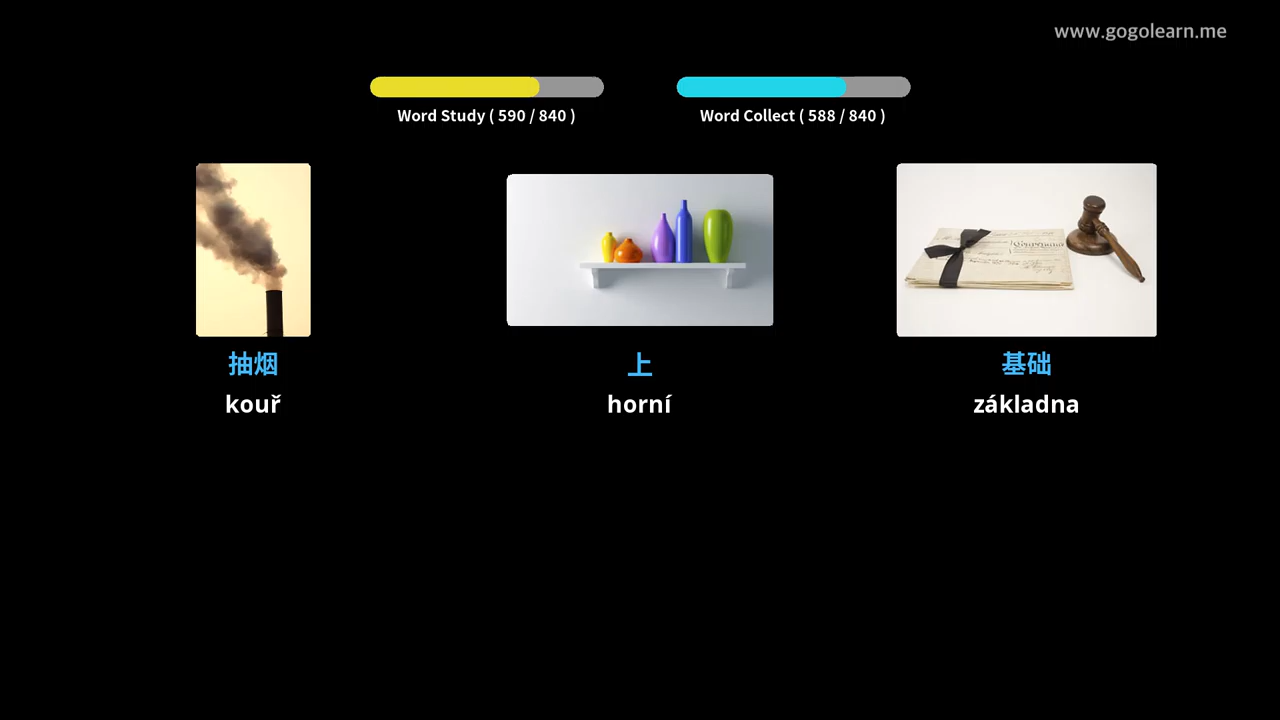 www.gogolearn.me
Word Study ( 590 / 840 )
Word Collect ( 588 / 840 )
抽烟
上
基础
kouř
horní
základna